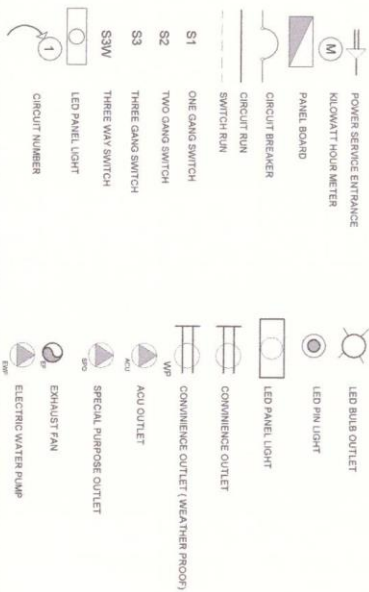 POWER SERVICE ENTRANCE
M
KILOWATT HOUR METER
PANEL BOARD
CIRCUIT BREAKER
CIRCUIT RUN
SWITCH RUN
S1 ONE GANG SWITCH
S2 TWO GANG SWITCH
S3 THREE GANG SWITCH
S3W THREE WAY SWITCH
LED PANEL LIGHT
1 CIRCUIT NUMBER
LED BULB OUTLET
LED PIN LIGHT
LED PANEL LIGHT
CONVINIENCE OUTLET
WP CONVINIENCE OUTLET ( WEATHER PROOF)
ACU ACU OUTLET
SPO SPECIAL PURPOSE OUTLET
EF EXHAUST FAN
EWP ELECTRIC WATER PUMP